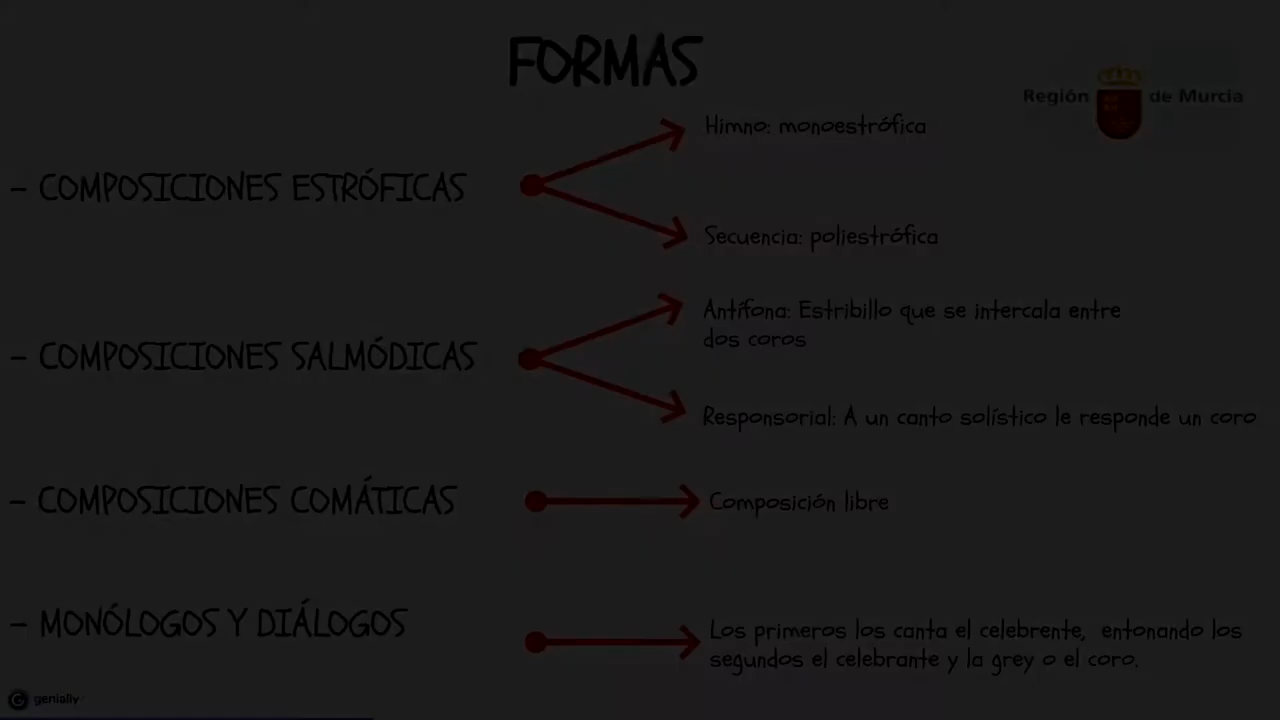 FORMAS
Región de Murcia
Himno: monoestrófica
- COMPOSICIONES ESTRÓFICAS
Secuencia: poliestrófica
Antífona: Estribillo que se intercala entre
dos coros
- COMPOSICIONES SALMÓDICAS
Responsorial: A un canto solístico le responde un coro
- COMPOSICIONES COMÁTICAS
Composición libre
- MONÓLOGOS Y DIÁLOGOS
Los primeros los canta el celebrente, entonando los
segundos el celebrante y la grey o el coro.
genially